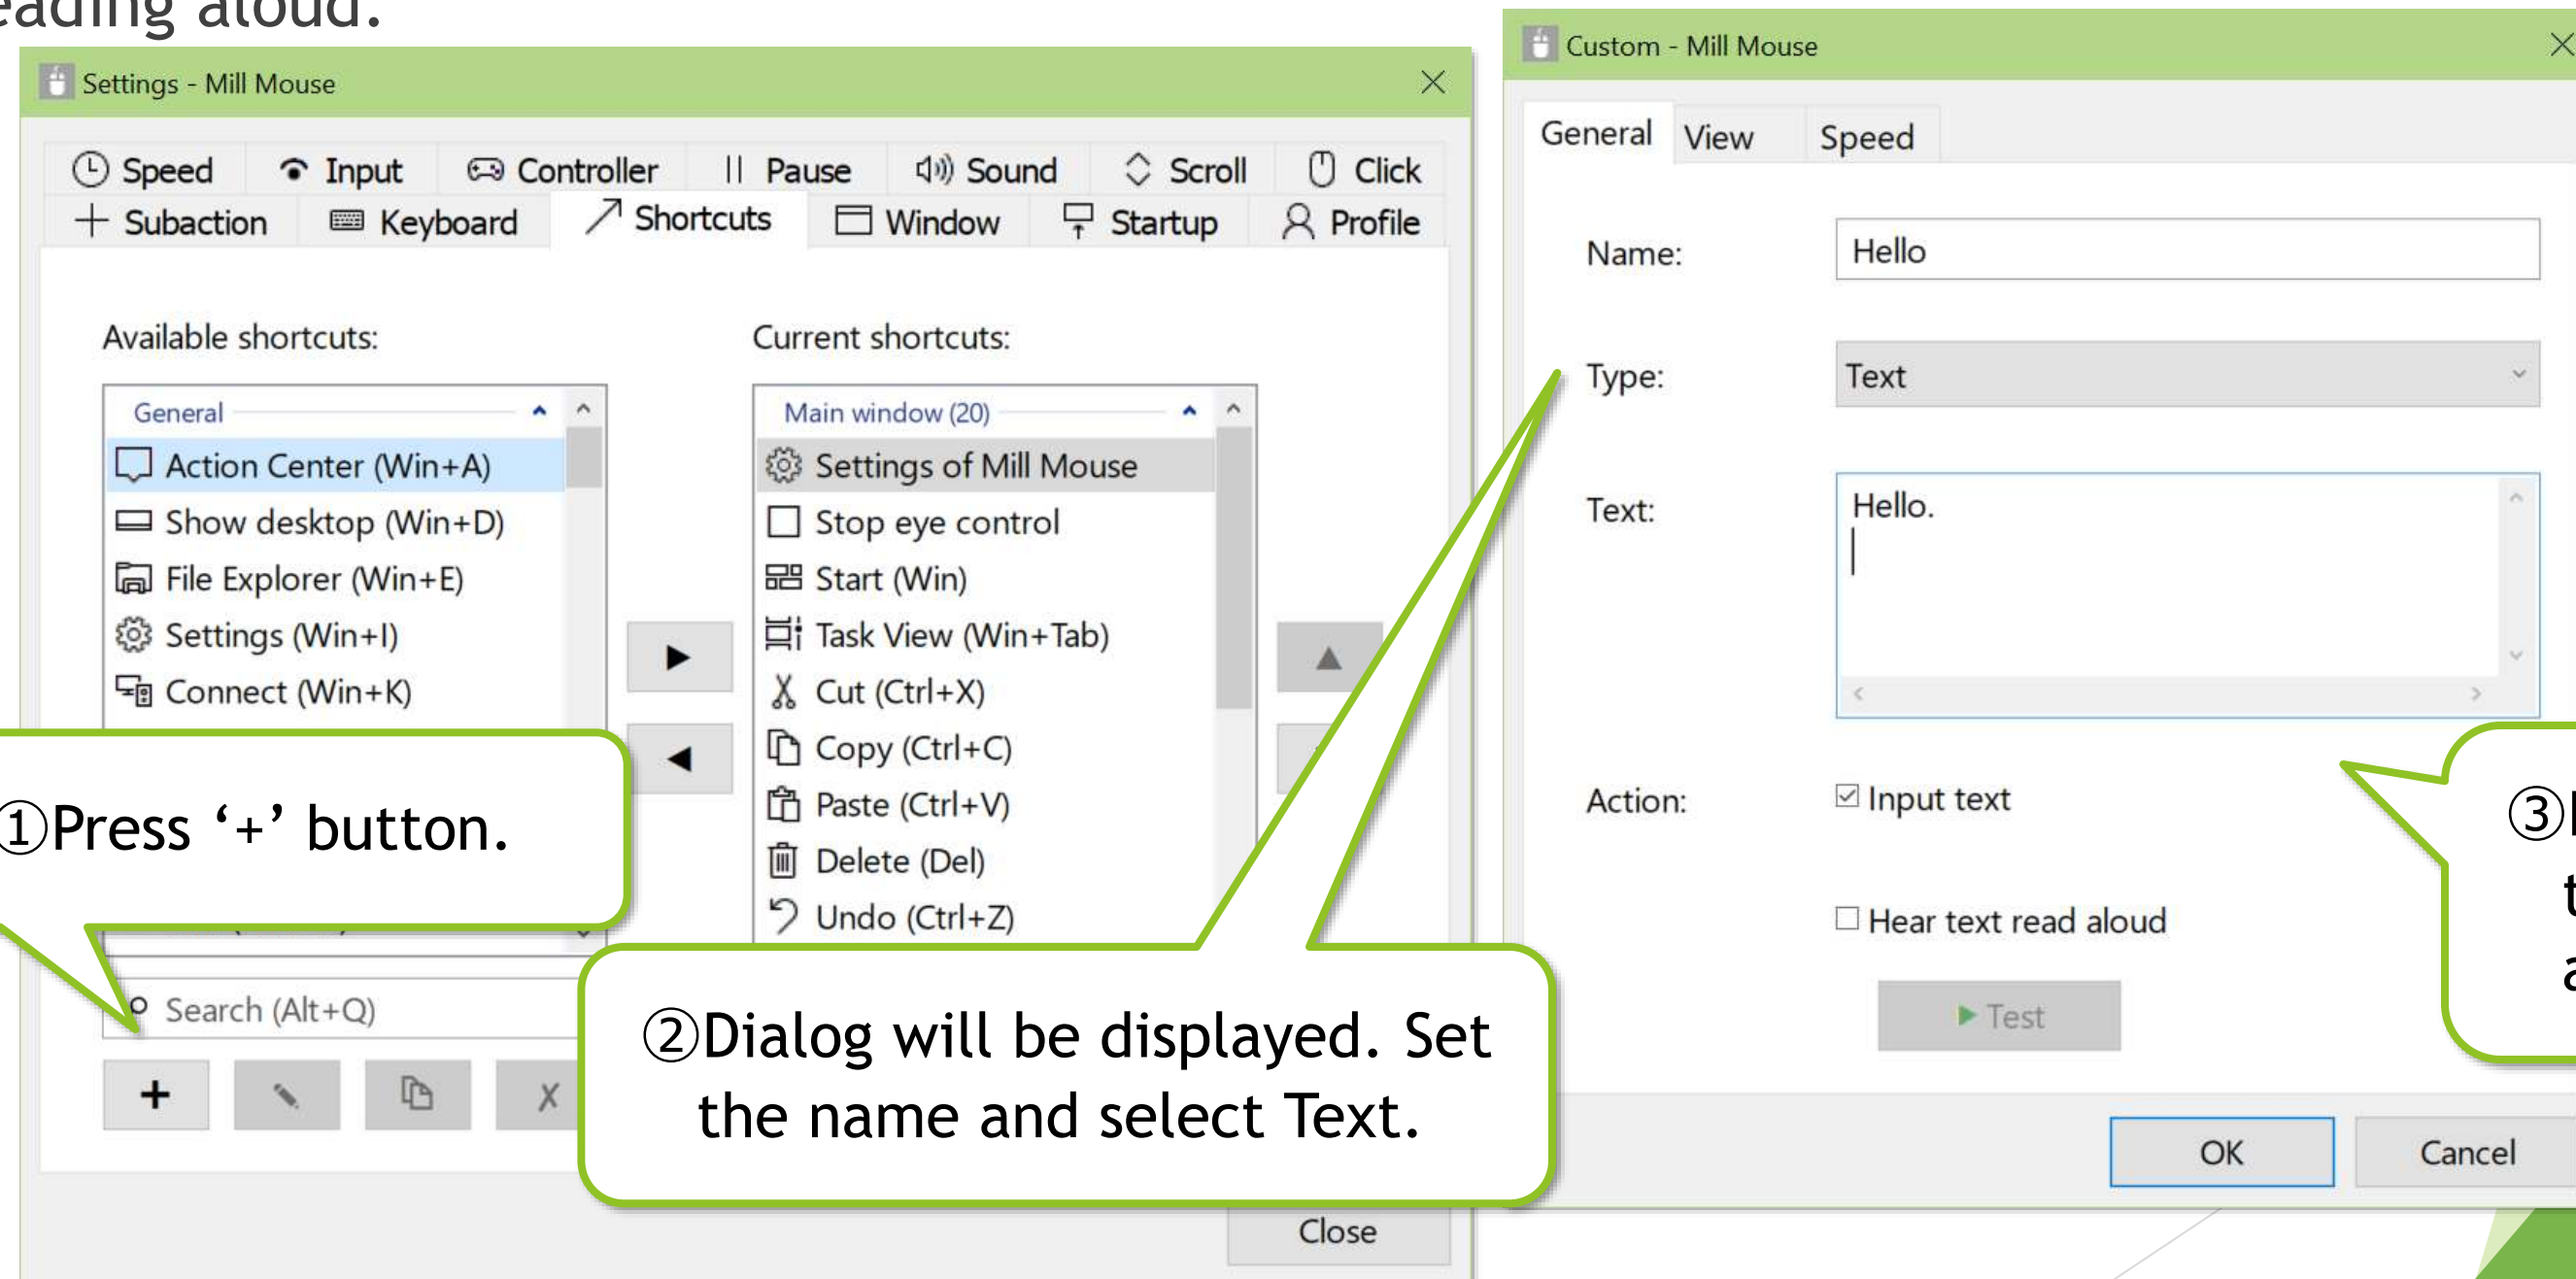 reading aloud.
Settings - Mill Mouse
Speed Input Controller Pause Sound Scroll Click
Subaction Keyboard Shortcuts Window Startup Profile
Available shortcuts:
General
Action Center (Win+A)
Show desktop (Win+D)
File Explorer (Win+E)
Settings (Win+I)
Connect (Win+K)
Search (Alt+Q)
+
Current shortcuts:
Main window (20)
Settings of Mill Mouse
Stop eye control
Start (Win)
Task View (Win+Tab)
Cut (Ctrl+X)
Copy (Ctrl+C)
Paste (Ctrl+V)
Delete (Del)
Undo (Ctrl+Z)
Close
①Press ‘+’ button.
②Dialog will be displayed. Set
the name and select Text.
Custom - Mill Mouse
General View Speed
Name: Hello
Type: Text
Text: Hello.
Action: Input text
Hear text read aloud
Test
OK Cancel
③